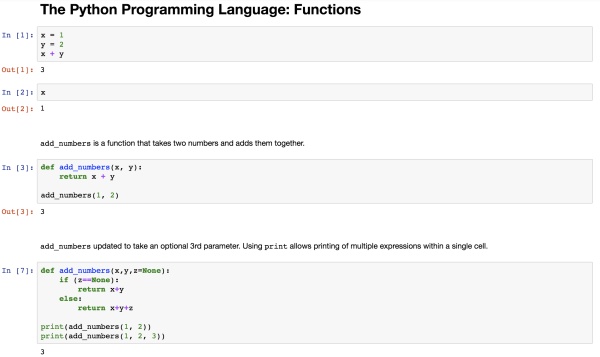 The Python Programming Language: Functions
In [1]: x = 1
y = 2
x + y
Out[1]: 3
In [2]: x
Out[2]: 1
add_numbers is a function that takes two numbers and adds them together.
In [3]: def add_numbers(x, y):
    return x + y
add_numbers(1, 2)
Out[3]: 3
add_numbers updated to take an optional 3rd parameter. Using print allows printing of multiple expressions within a single cell.
In [7]: def add_numbers(x,y,z=None):
    if (z==None):
        return x+y
    else:
        return x+y+z
print(add_numbers(1, 2))
print(add_numbers(1, 2, 3))
3